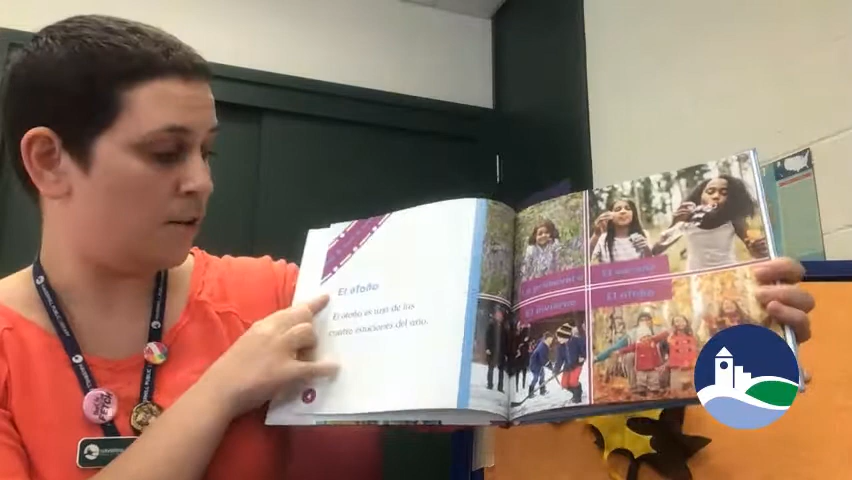 El otoño
El otoño es una de las
cuatro estaciones del año.
La primavera
El verano
El invierno
El otoño